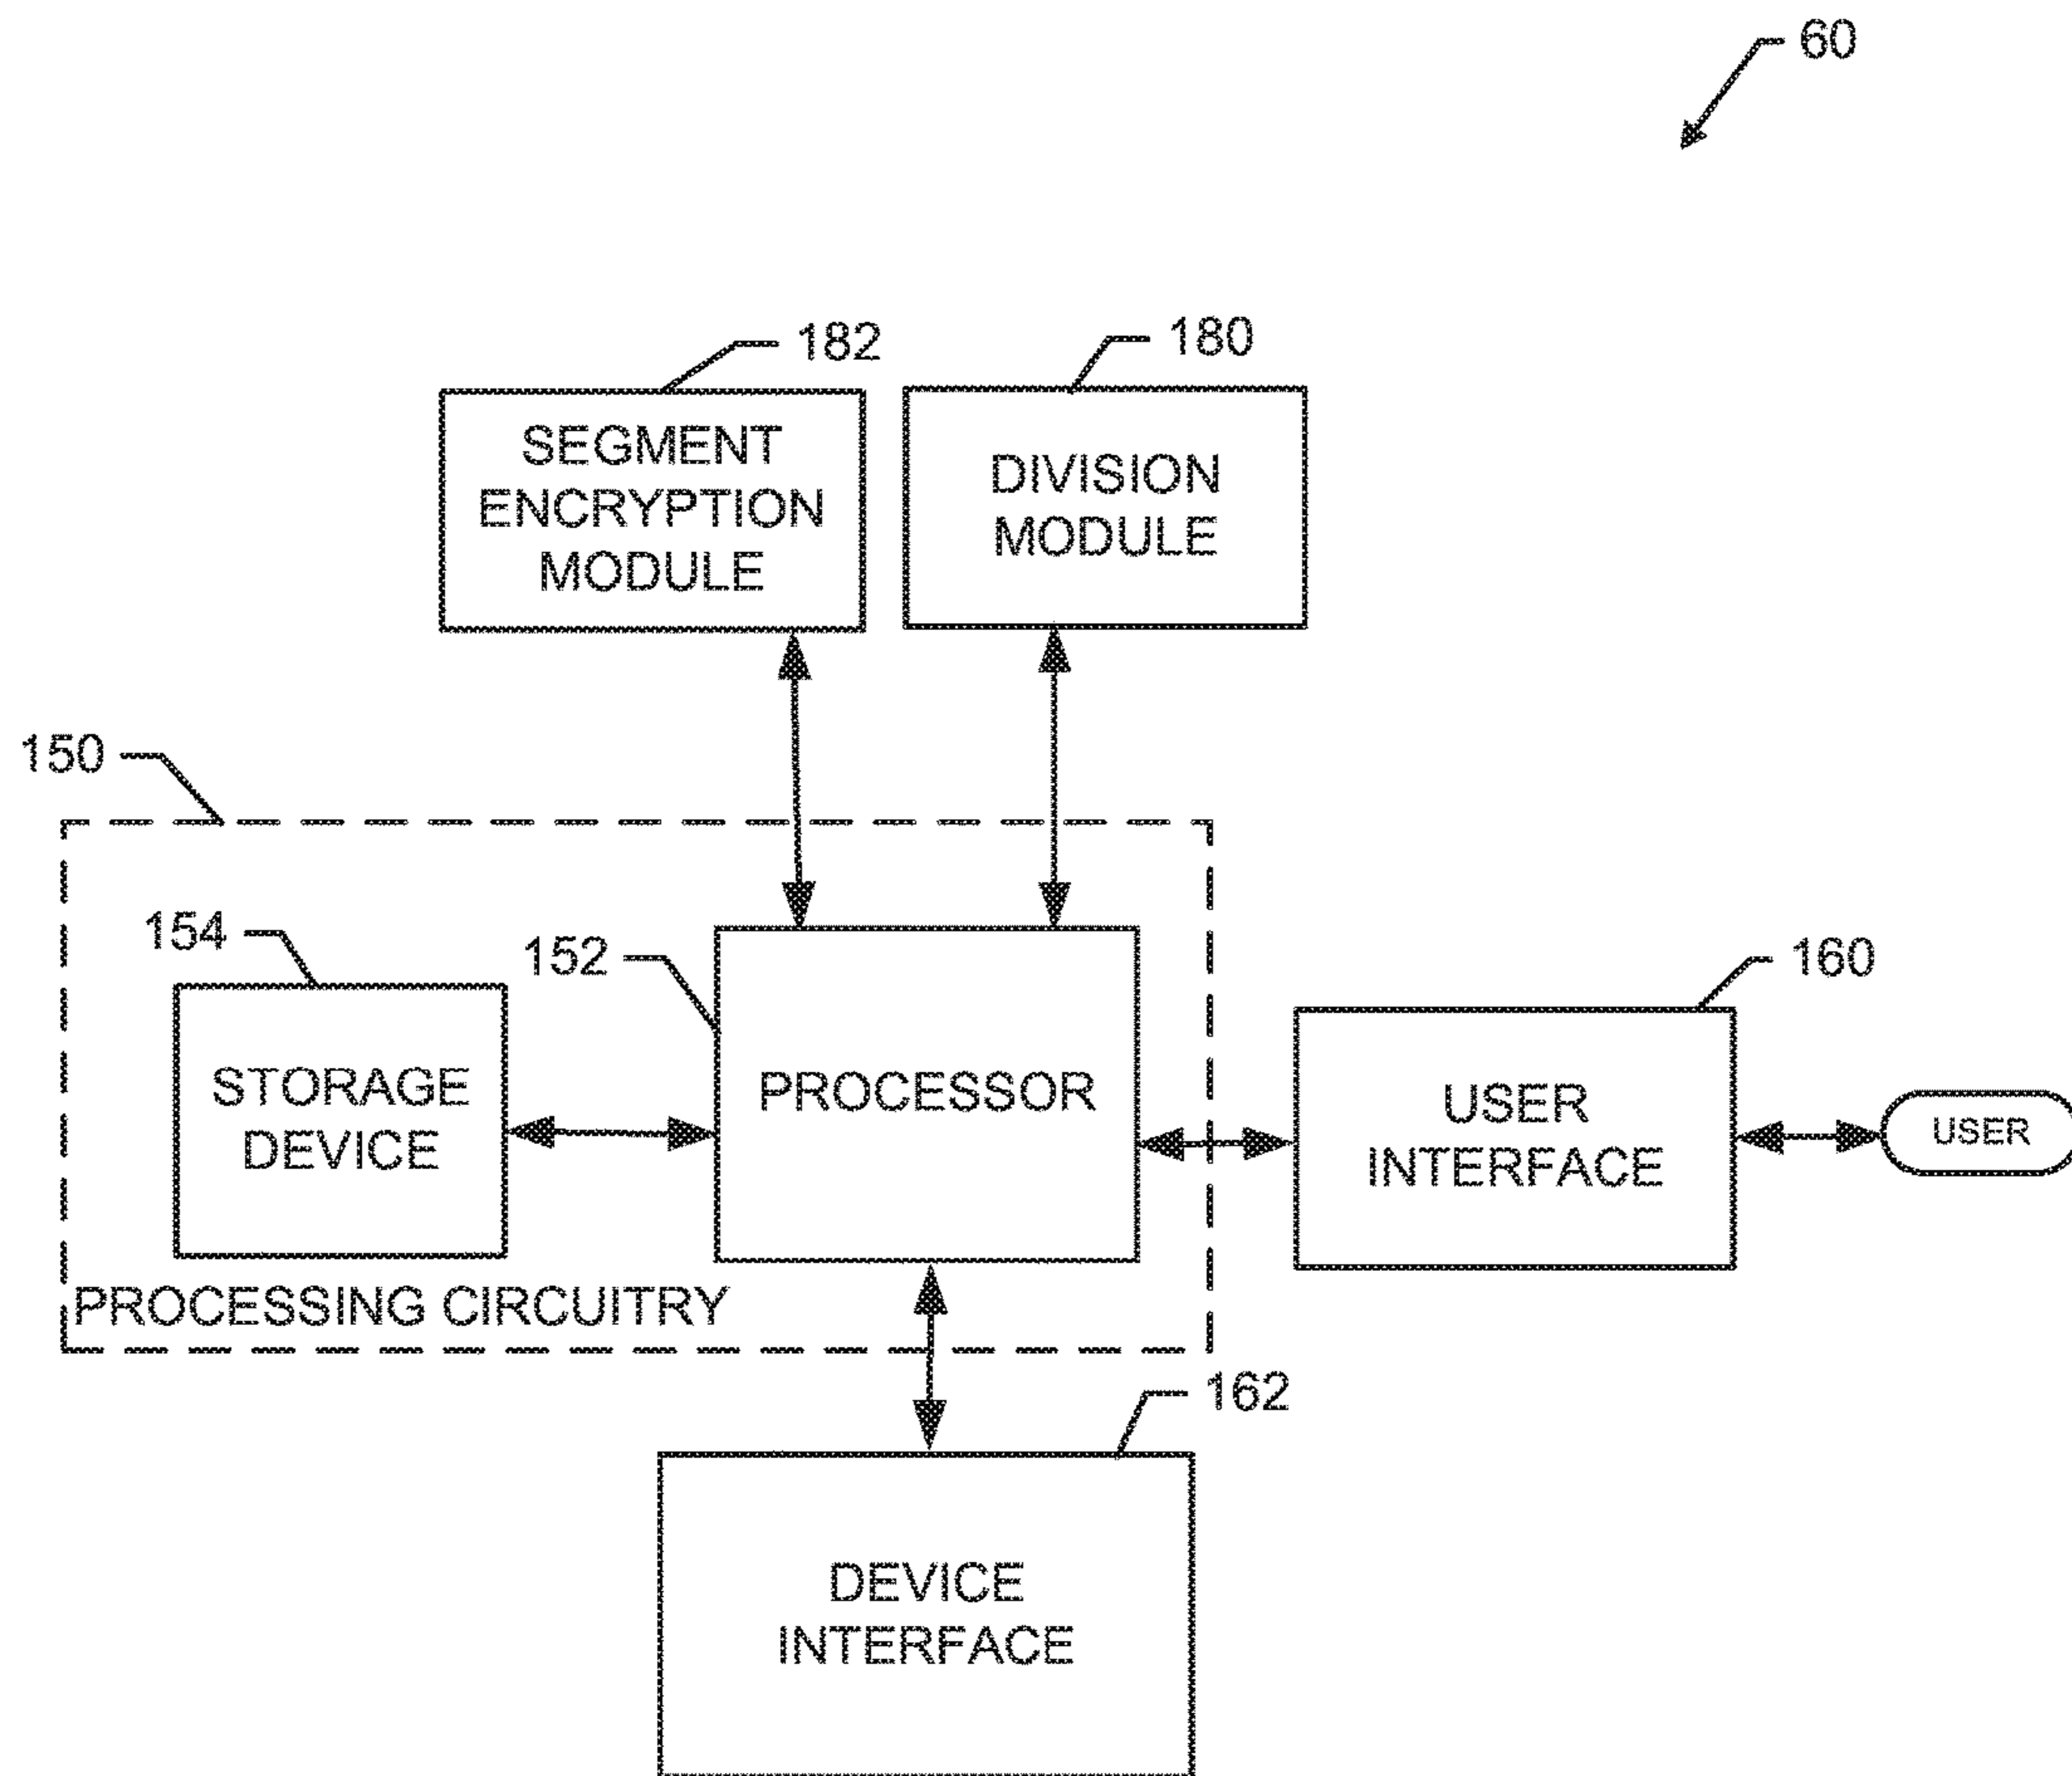 60
182
180
SEGMENT
ENCRYPTION
MODULE
DIVISION
MODULE
150
154
152
160
STORAGE
DEVICE
PROCESSOR
USER
INTERFACE
USER
PROCESSING CIRCUITRY
162
DEVICE
INTERFACE